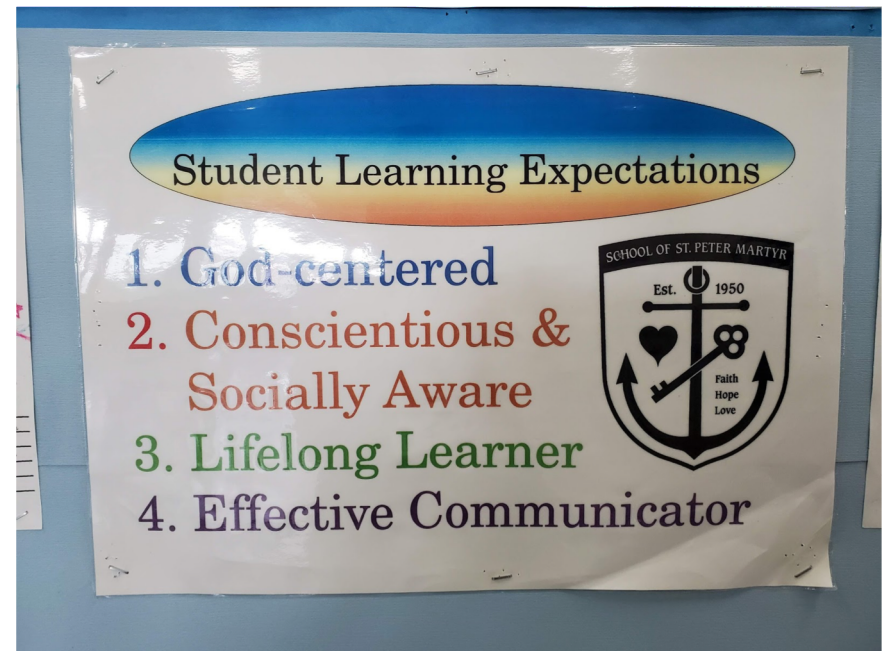 Student Learning Expectations
1. God-centered
2. Conscientious &
Socially Aware
3. Lifelong Learner
4. Effective Communicator
SCHOOL OF ST. PETER MARTYR
Est. 1950
Faith
Hope
Love